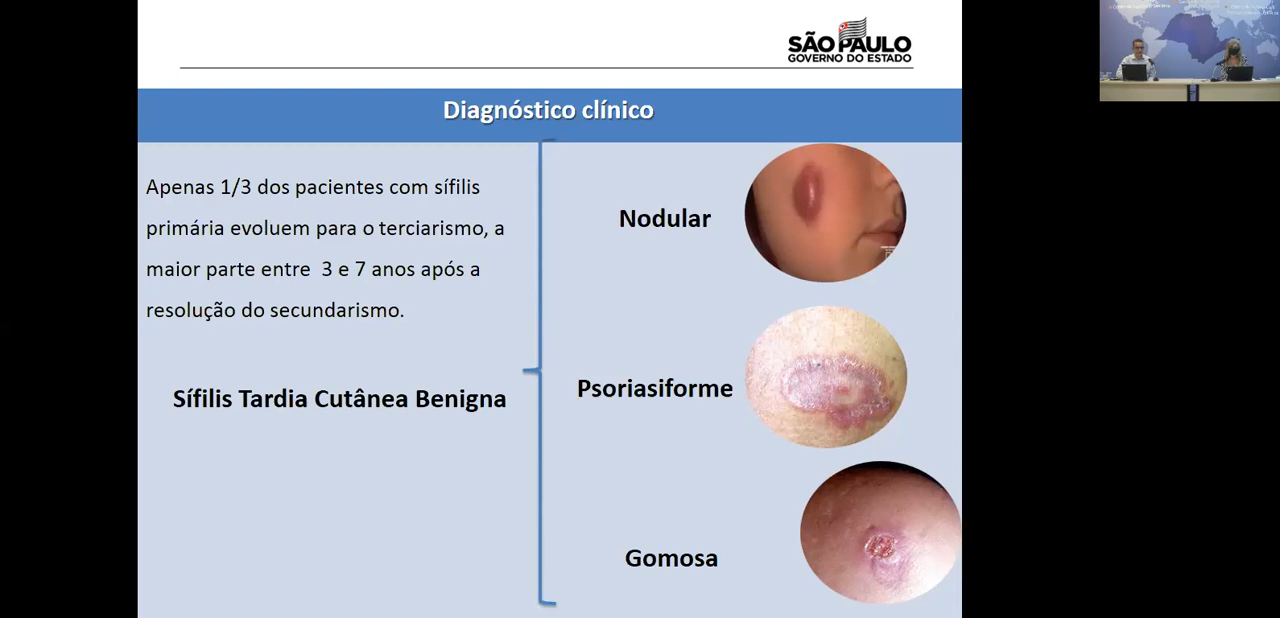 SÃO PAULO
GOVERNO DO ESTADO
Diagnóstico clínico
Apenas 1/3 dos pacientes com sífilis
primária evoluem para o terciarismo, a
maior parte entre 3 e 7 anos após a
resolução do secundarismo.
Sífilis Tardia Cutânea Benigna
Nodular
Psoriasiforme
Gomosa